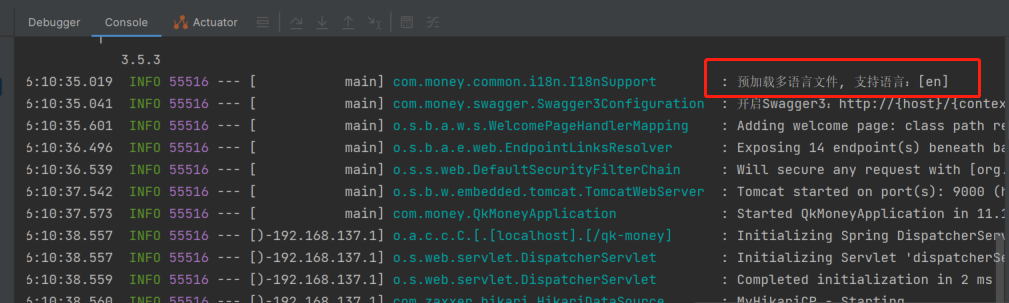 Debugger Console Actuator
3.5.3
6:10:35.019 INFO 55516 --- [ main] com.money.common.i18n.I18nSupport : 预加载多语言文件, 支持语言：[en]
6:10:35.041 INFO 55516 --- [ main] com.money.swagger.Swagger3Configuration : 开启Swagger3：http://{host}/{contex
6:10:35.601 INFO 55516 --- [ main] o.s.b.a.w.s.WelcomePageHandlerMapping : Adding welcome page: class path re
6:10:36.496 INFO 55516 --- [ main] o.s.b.a.e.web.EndpointLinksResolver : Exposing 14 endpoint(s) beneath ba
6:10:36.539 INFO 55516 --- [ main] o.s.s.web.DefaultSecurityFilterChain : Will secure any request with [org.
6:10:37.542 INFO 55516 --- [ main] o.s.b.w.embedded.tomcat.TomcatWebServer : Tomcat started on port(s): 9000 (h
6:10:37.573 INFO 55516 --- [ main] com.money.QkMoneyApplication : Started QkMoneyApplication in 11.1
6:10:38.557 INFO 55516 --- [)-192.168.137.1] o.a.c.c.C.[.[localhost].[/qk-money] : Initializing Spring DispatcherServ
6:10:38.557 INFO 55516 --- [)-192.168.137.1] o.s.web.servlet.DispatcherServlet : Initializing Servlet 'dispatcherSe
6:10:38.559 INFO 55516 --- [)-192.168.137.1] o.s.web.servlet.DispatcherServlet : Completed initialization in 2 ms
6:10:38.560 INFO 55516 --- [)-192.168.137.1] com.zaxxer.hikari.HikariDataSource : MyHikariCP - Starting